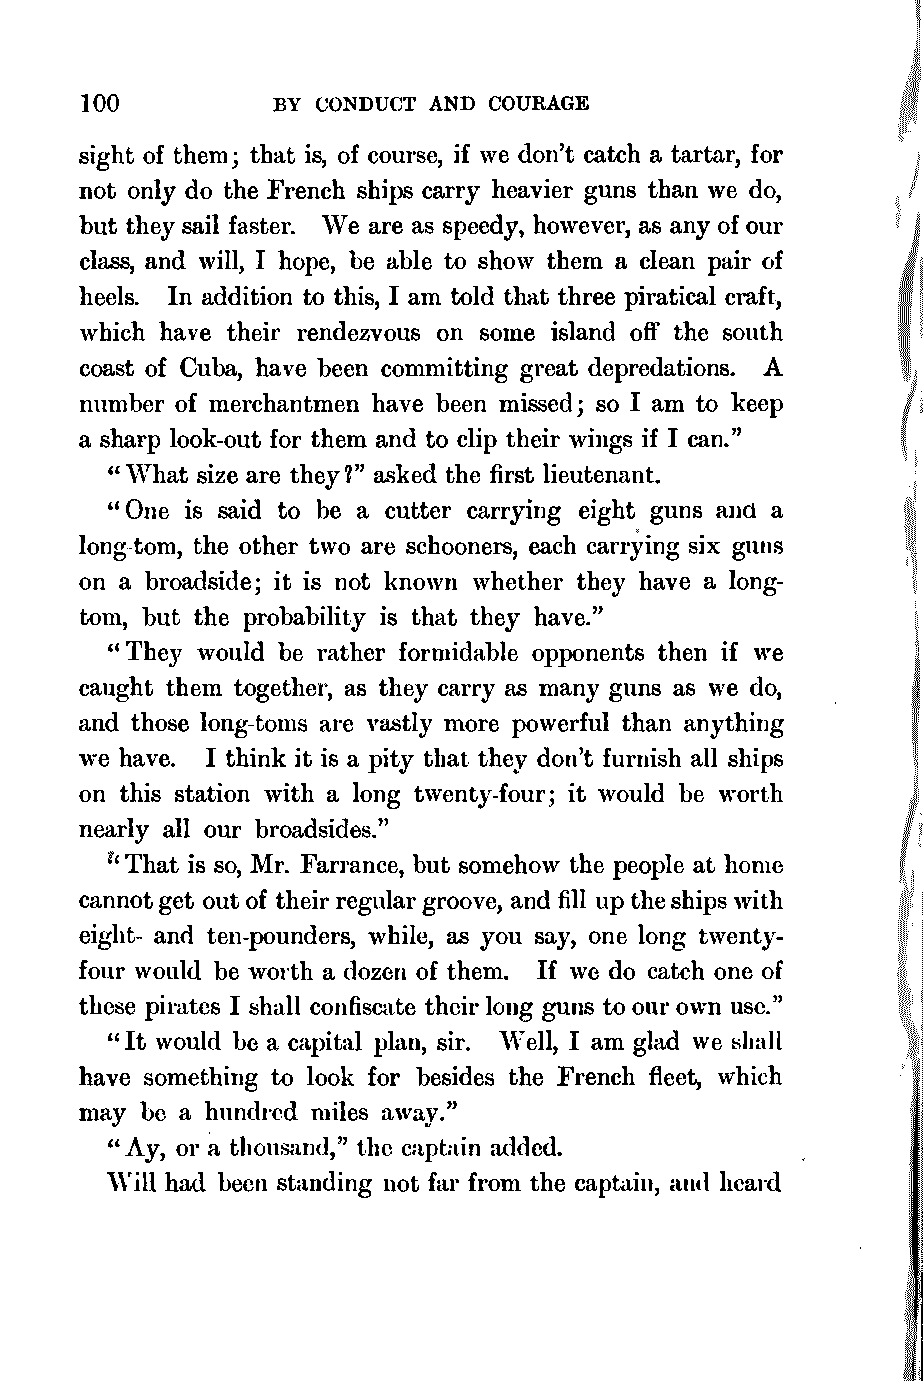 100 BY CONDUCT AND COURAGE
sight of them; that is, of course, if we don't catch a tartar, for
not only do the French ships carry heavier guns than we do,
but they sail faster. We are as speedy, however, as any of our
class, and will, I hope, be able to show them a clean pair of
heels. In addition to this, I am told that three piratical craft,
which have their rendezvous on some island off the south
coast of Cuba, have been committing great depredations. A
number of merchantmen have been missed; so I am to keep
a sharp look-out for them and to clip their wings if I can."
"What size are they?" asked the first lieutenant.
"One is said to be a cutter carrying eight guns and a
long-tom, the other two are schooners, each carrying six guns
on a broadside; it is not known whether they have a long-
tom, but the probability is that they have."
"They would be rather formidable opponents then if we
caught them together, as they carry as many guns as we do,
and those long-toms are vastly more powerful than anything
we have. I think it is a pity that they don't furnish all ships
on this station with a long twenty-four; it would be worth
nearly all our broadsides."
"That is so, Mr. Farrance, but somehow the people at home
cannot get out of their regular groove, and fill up the ships with
eight- and ten-pounders, while, as you say, one long twenty-
four would be worth a dozen of them. If we do catch one of
these pirates I shall confiscate their long guns to our own use."
"It would be a capital plan, sir. Well, I am glad we shall
have something to look for besides the French fleet, which
may be a hundred miles away."
"Ay, or a thousand," the captain added.
Will had been standing not far from the captain, and heard